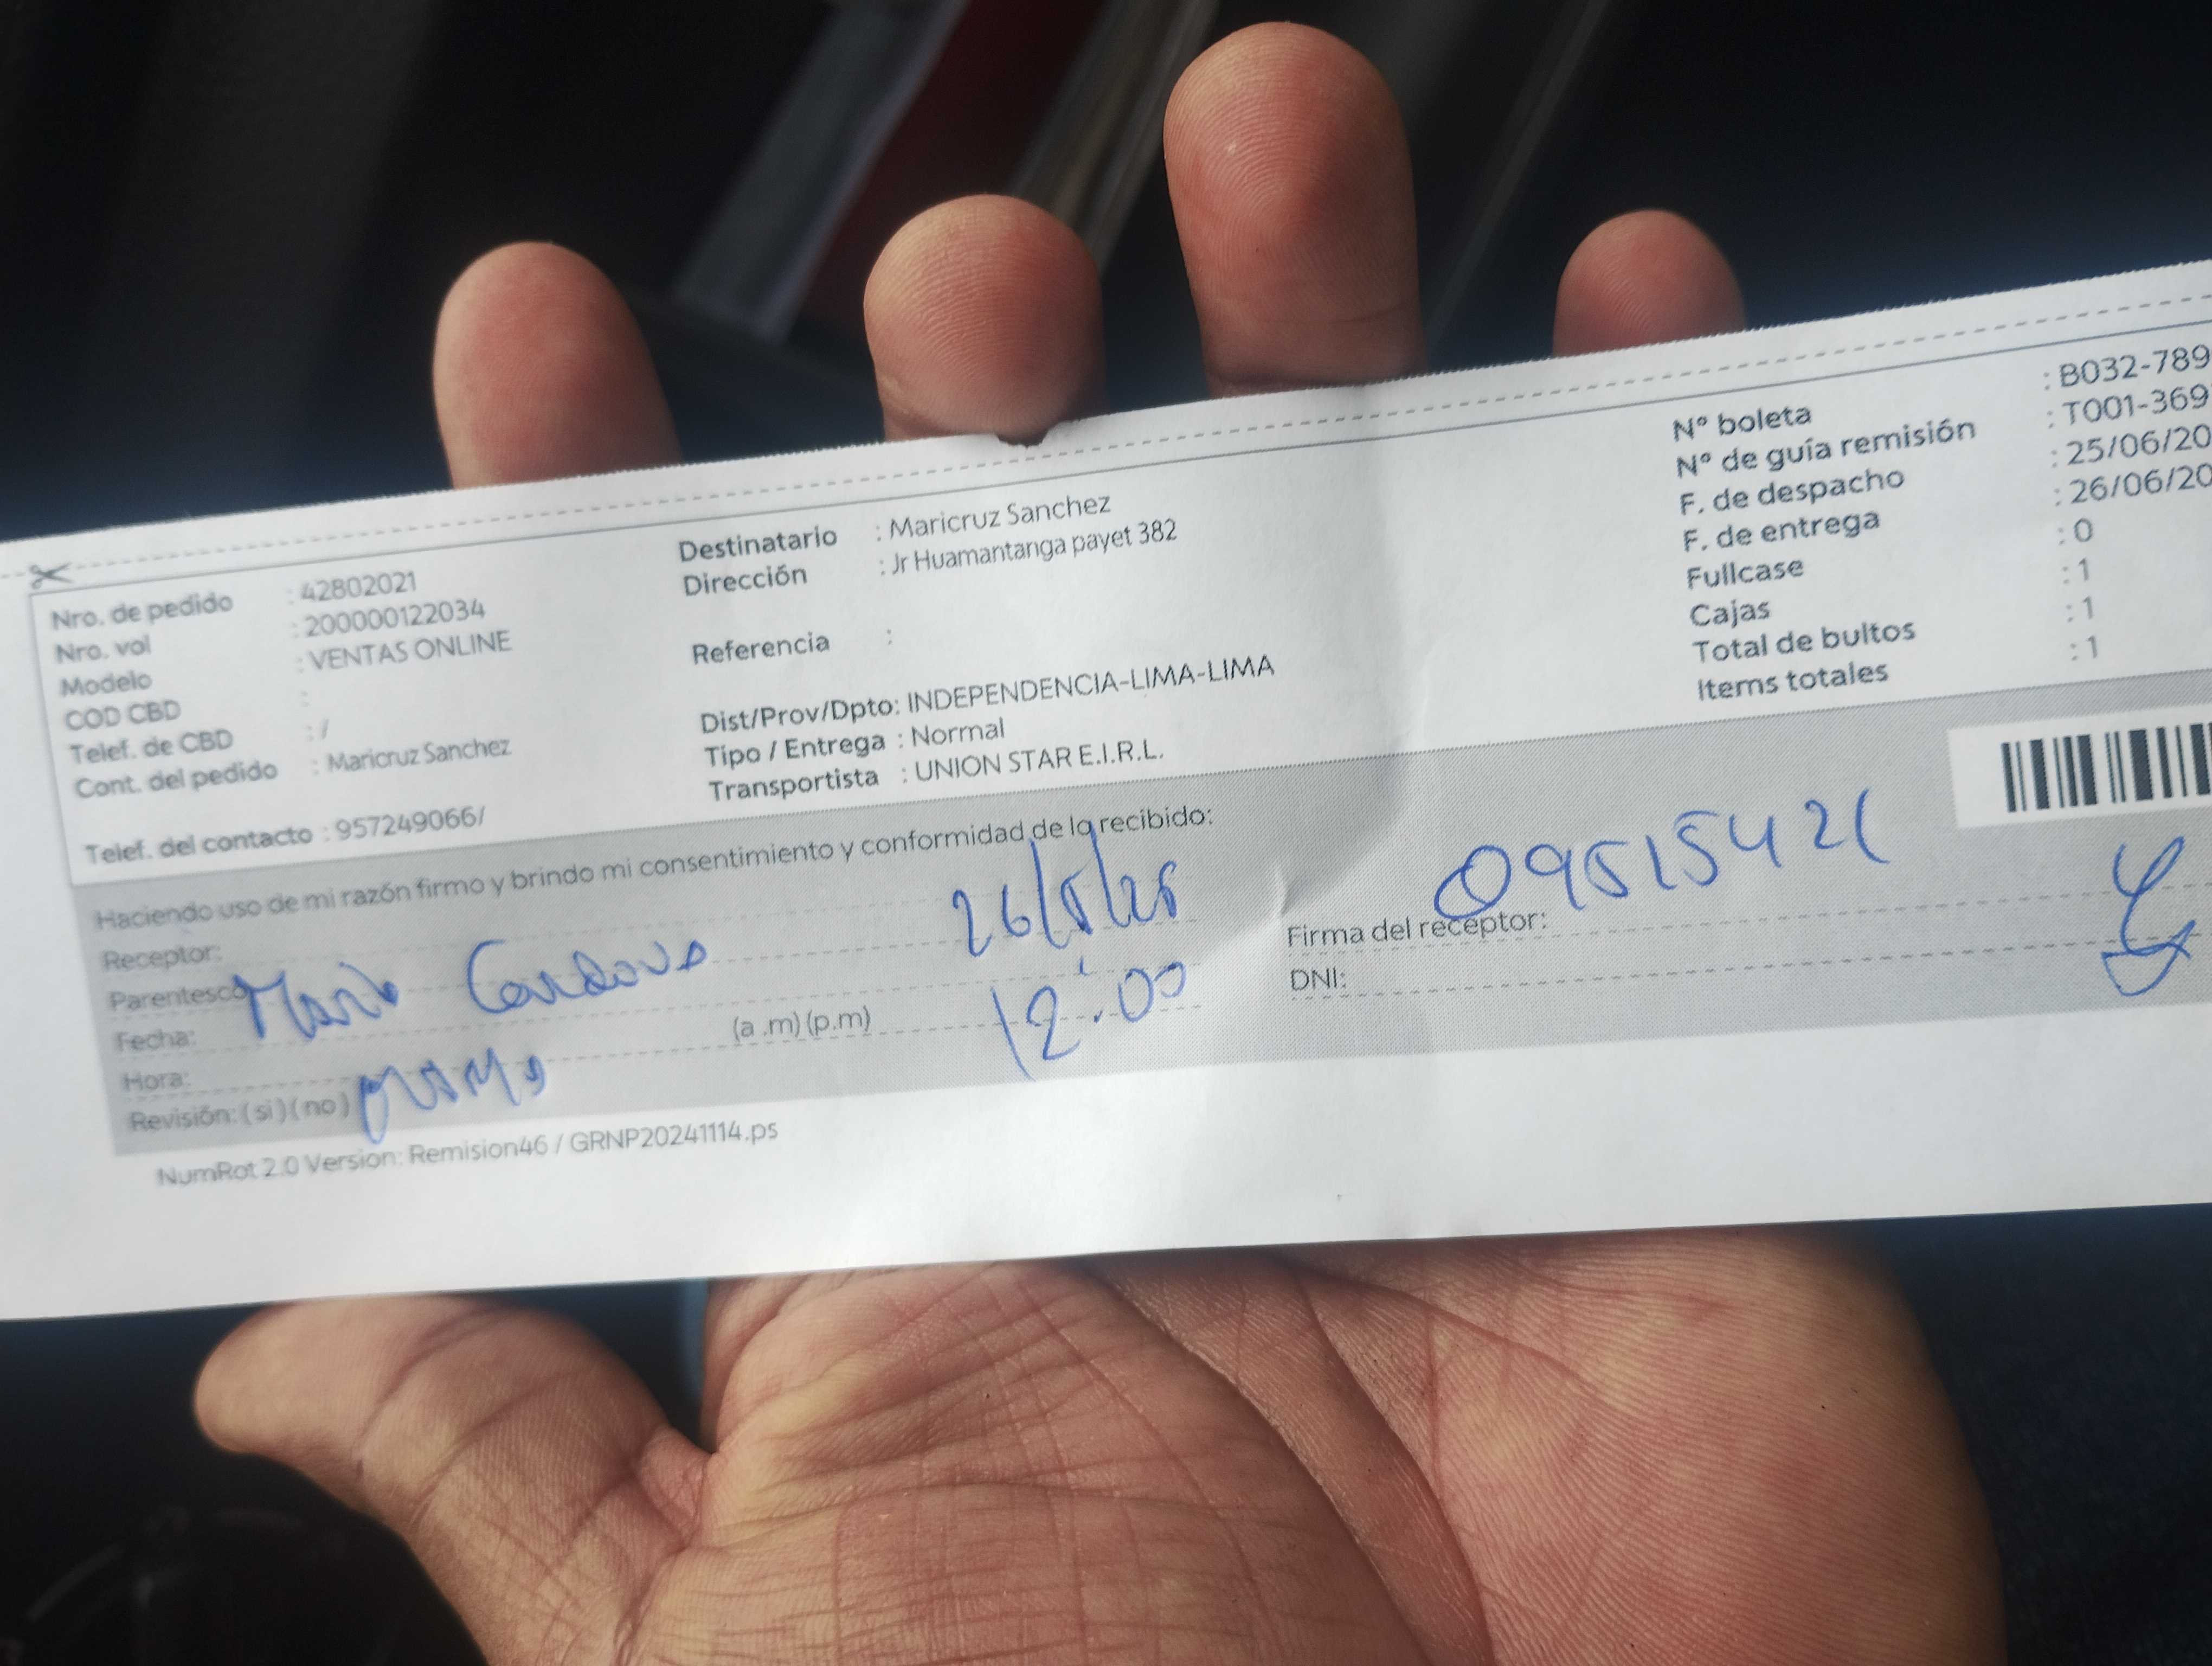 Nro. de pedido : 42802021
Nro. vol : 200000122034
Modelo : VENTAS ONLINE
COD CBD :
Telef. de CBD : /
Cont. del pedido : Maricruz Sanchez
Telef. del contacto : 957249066/
Destinatario : Maricruz Sanchez
Dirección : Jr Huamantanga payet 382
Referencia :
Dist/Prov/Dpto: INDEPENDENCIA-LIMA-LIMA
Tipo / Entrega : Normal
Transportista : UNION STAR E.I.R.L.
N° boleta : B032-789
N° de guía remisión : T001-369
F. de despacho : 25/06/20
F. de entrega : 26/06/20
Fullcase : 0
Cajas : 1
Total de bultos : 1
Items totales : 1
Haciendo uso de mi razón firmo y brindo mi consentimiento y conformidad de lo recibido:
Receptor:
Parentesco
Fecha:
Hora: (a .m) (p.m) 12:00
Revisión: ( si ) ( no )
Firma del receptor:
DNI:
NumRot 2.0 Version: Remision46 / GRNP20241114.ps